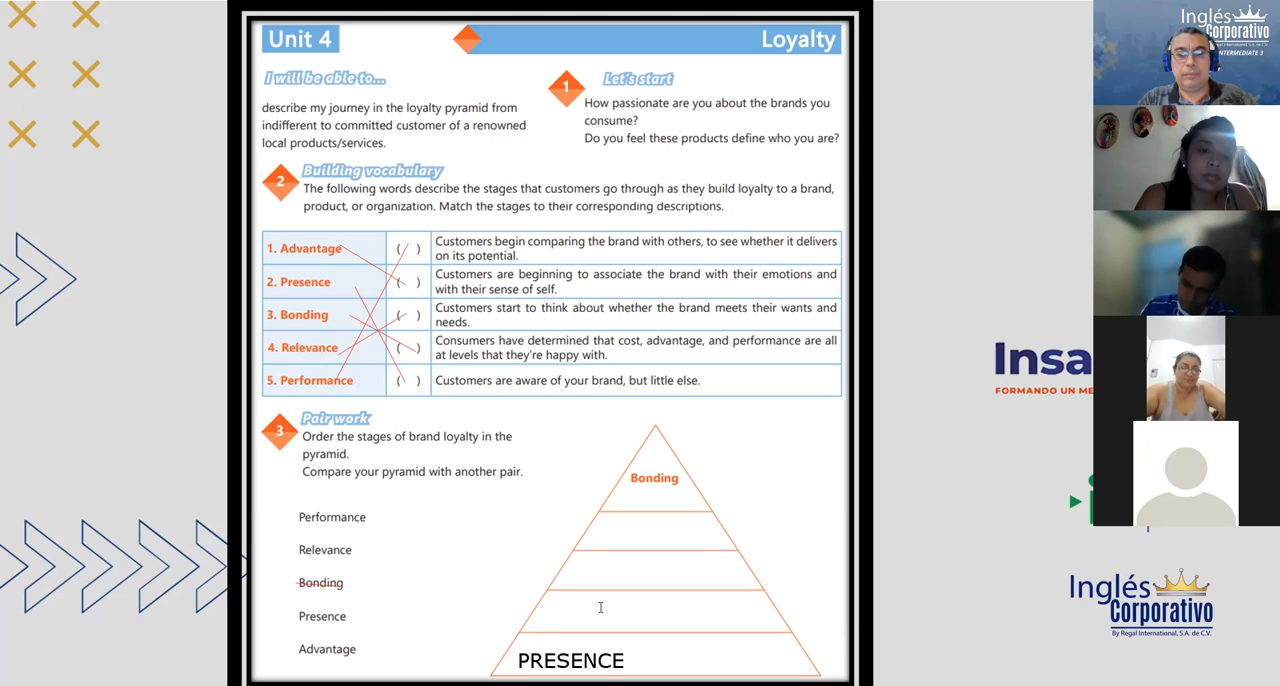 Unit 4
Loyalty
I will be able to...
describe my journey in the loyalty pyramid from
indifferent to committed customer of a renowned
local products/services.
1
Let's start
How passionate are you about the brands you
consume?
Do you feel these products define who you are?
2
Building vocabulary
The following words describe the stages that customers go through as they build loyalty to a brand,
product, or organization. Match the stages to their corresponding descriptions.
1. Advantage ( ) Customers begin comparing the brand with others, to see whether it delivers
on its potential.
2. Presence ( ) Customers are beginning to associate the brand with their emotions and
with their sense of self.
3. Bonding ( ) Customers start to think about whether the brand meets their wants and
needs.
4. Relevance ( ) Consumers have determined that cost, advantage, and performance are all
at levels that they're happy with.
5. Performance ( ) Customers are aware of your brand, but little else.
3
Pair work
Order the stages of brand loyalty in the
pyramid.
Compare your pyramid with another pair.
Performance
Relevance
Bonding
Presence
Advantage
Bonding
PRESENCE
Inglés
Corporativo
By Regal International, S.A. de C.V.
INTERMEDIATE 3
Insa
FORMANDO UN ME
Inglés
Corporativo
By Regal International, S.A. de C.V.